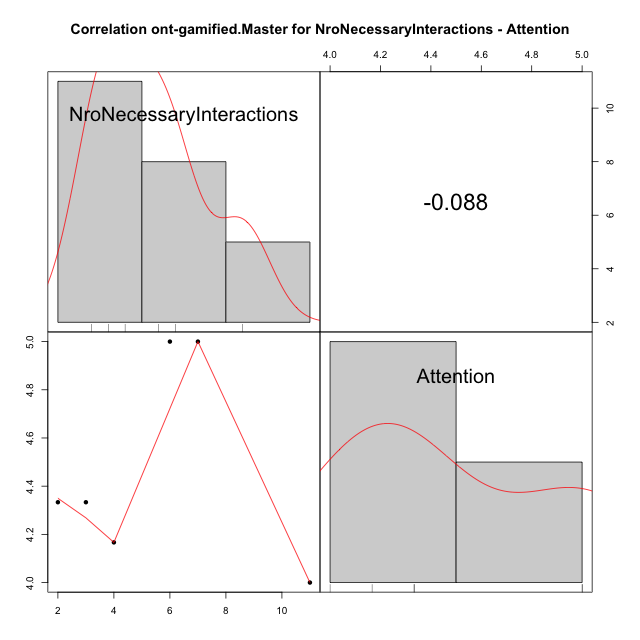 Correlation ont-gamified.Master for NroNecessaryInteractions - Attention
4.0 4.2 4.4 4.6 4.8 5.0
NroNecessaryInteractions
-0.088
10
8
6
4
2
5.0
4.8
4.6
4.4
4.2
4.0
Attention
2 4 6 8 10